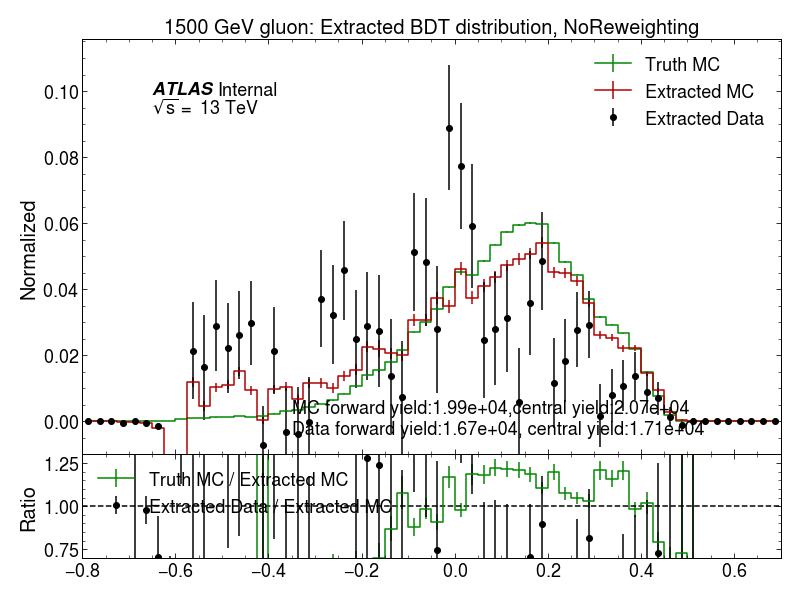 1500 GeV gluon: Extracted BDT distribution, NoReweighting
ATLAS Internal
√s = 13 TeV
Truth MC
Extracted MC
Extracted Data
Normalized
0.10
0.08
0.06
0.04
0.02
0.00
MC forward yield:1.99e+04,central yield:2.07e+04
Data forward yield:1.67e+04, central yield:1.71e+04
Ratio
1.25
1.00
0.75
Truth MC / Extracted MC
Extracted Data / Extracted MC
−0.8 −0.6 −0.4 −0.2 0.0 0.2 0.4 0.6